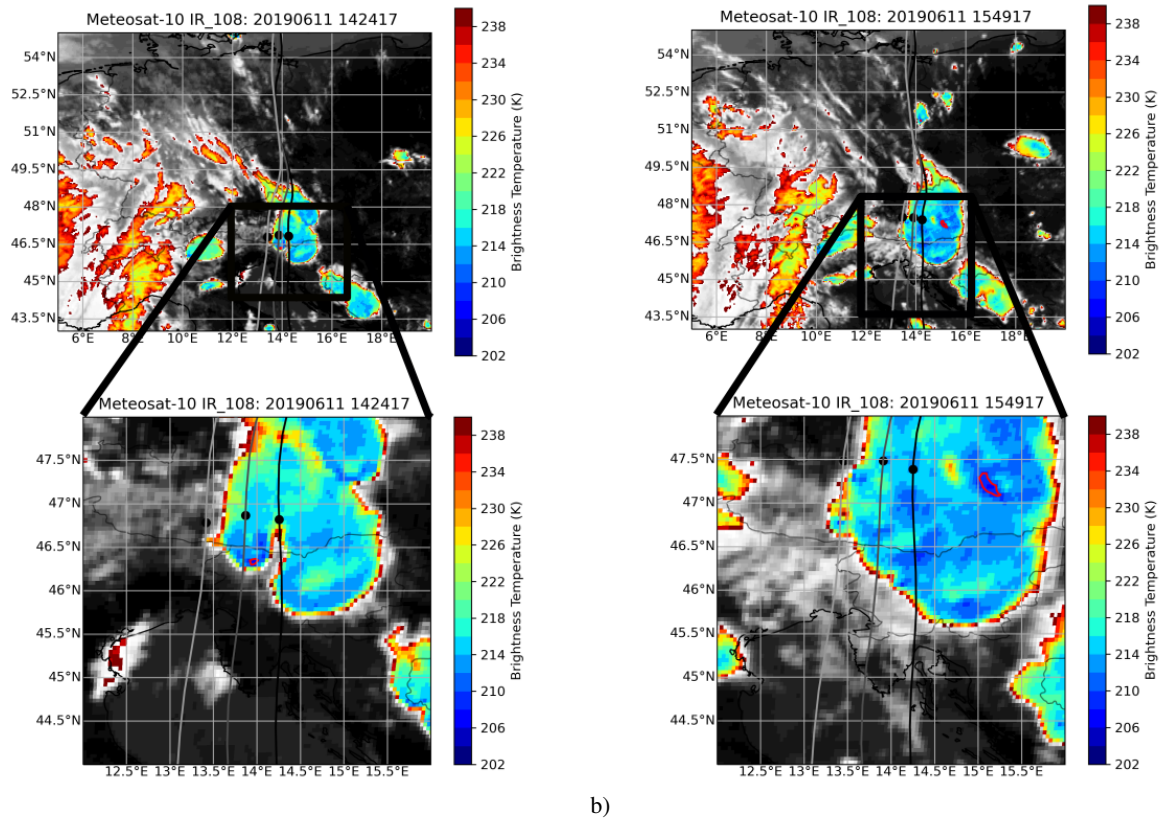 Meteosat-10 IR_108: 20190611 142417
54°N
52.5°N
51°N
49.5°N
48°N
46.5°N
45°N
43.5°N
6°E 8°E 10°E 12°E 14°E 16°E 18°E
238
234
230
226
222
218
214
210
206
202
Brightness Temperature (K)
Meteosat-10 IR_108: 20190611 154917
54°N
52.5°N
51°N
49.5°N
48°N
46.5°N
45°N
43.5°N
6°E 8°E 10°E 12°E 14°E 16°E 18°E
238
234
230
226
222
218
214
210
206
202
Brightness Temperature (K)
Meteosat-10 IR_108: 20190611 142417
47.5°N
47°N
46.5°N
46°N
45.5°N
45°N
44.5°N
12.5°E 13°E 13.5°E 14°E 14.5°E 15°E 15.5°E
238
234
230
226
222
218
214
210
206
202
Brightness Temperature (K)
Meteosat-10 IR_108: 20190611 154917
47.5°N
47°N
46.5°N
46°N
45.5°N
45°N
44.5°N
12.5°E 13°E 13.5°E 14°E 14.5°E 15°E 15.5°E
238
234
230
226
222
218
214
210
206
202
Brightness Temperature (K)
b)